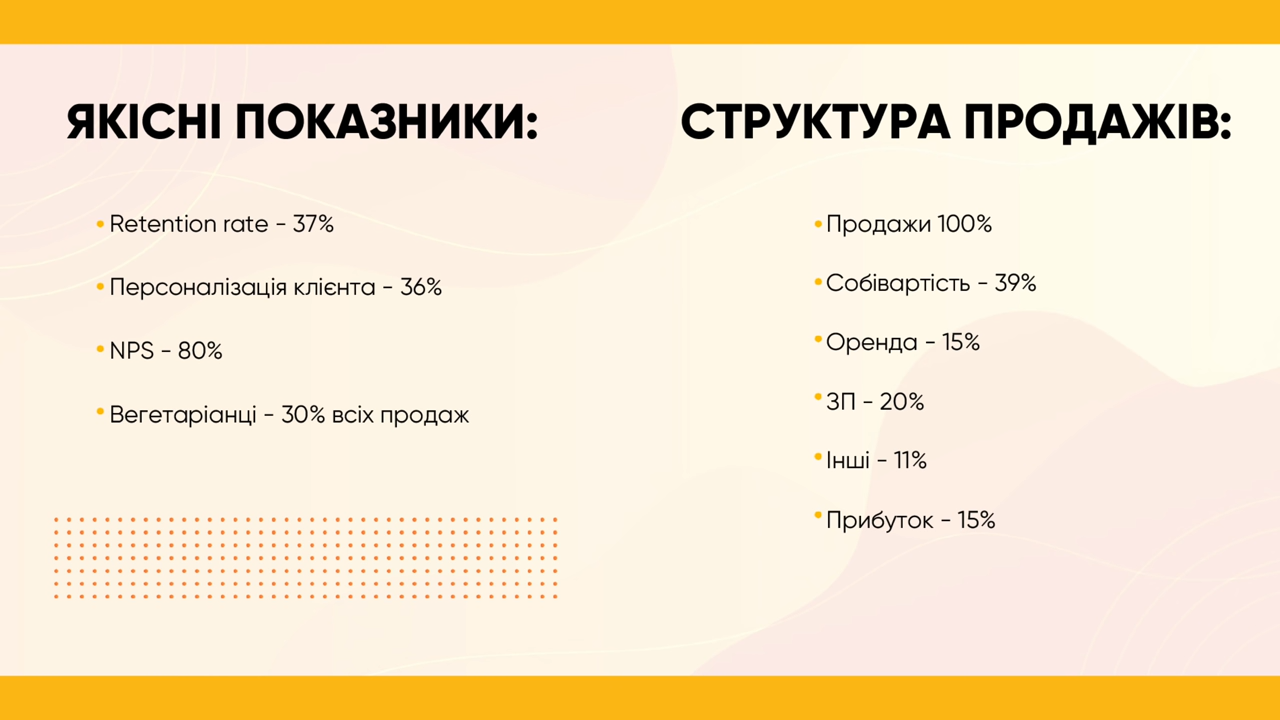 ЯКІСНІ ПОКАЗНИКИ:
Retention rate - 37%
Персоналізація клієнта - 36%
NPS - 80%
Вегетаріанці - 30% всіх продаж
СТРУКТУРА ПРОДАЖІВ:
Продажи 100%
Собівартість - 39%
Оренда - 15%
ЗП - 20%
Інші - 11%
Прибуток - 15%